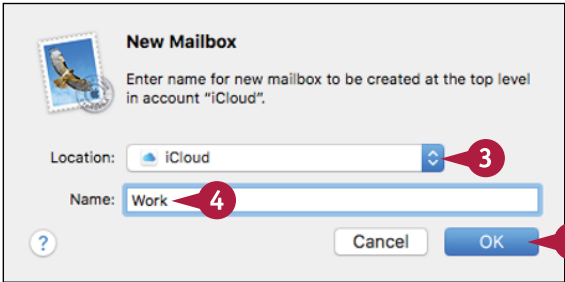 New Mailbox
Enter name for new mailbox to be created at the top level
in account “iCloud”.
Location: iCloud 3
Name: Work 4
? Cancel OK